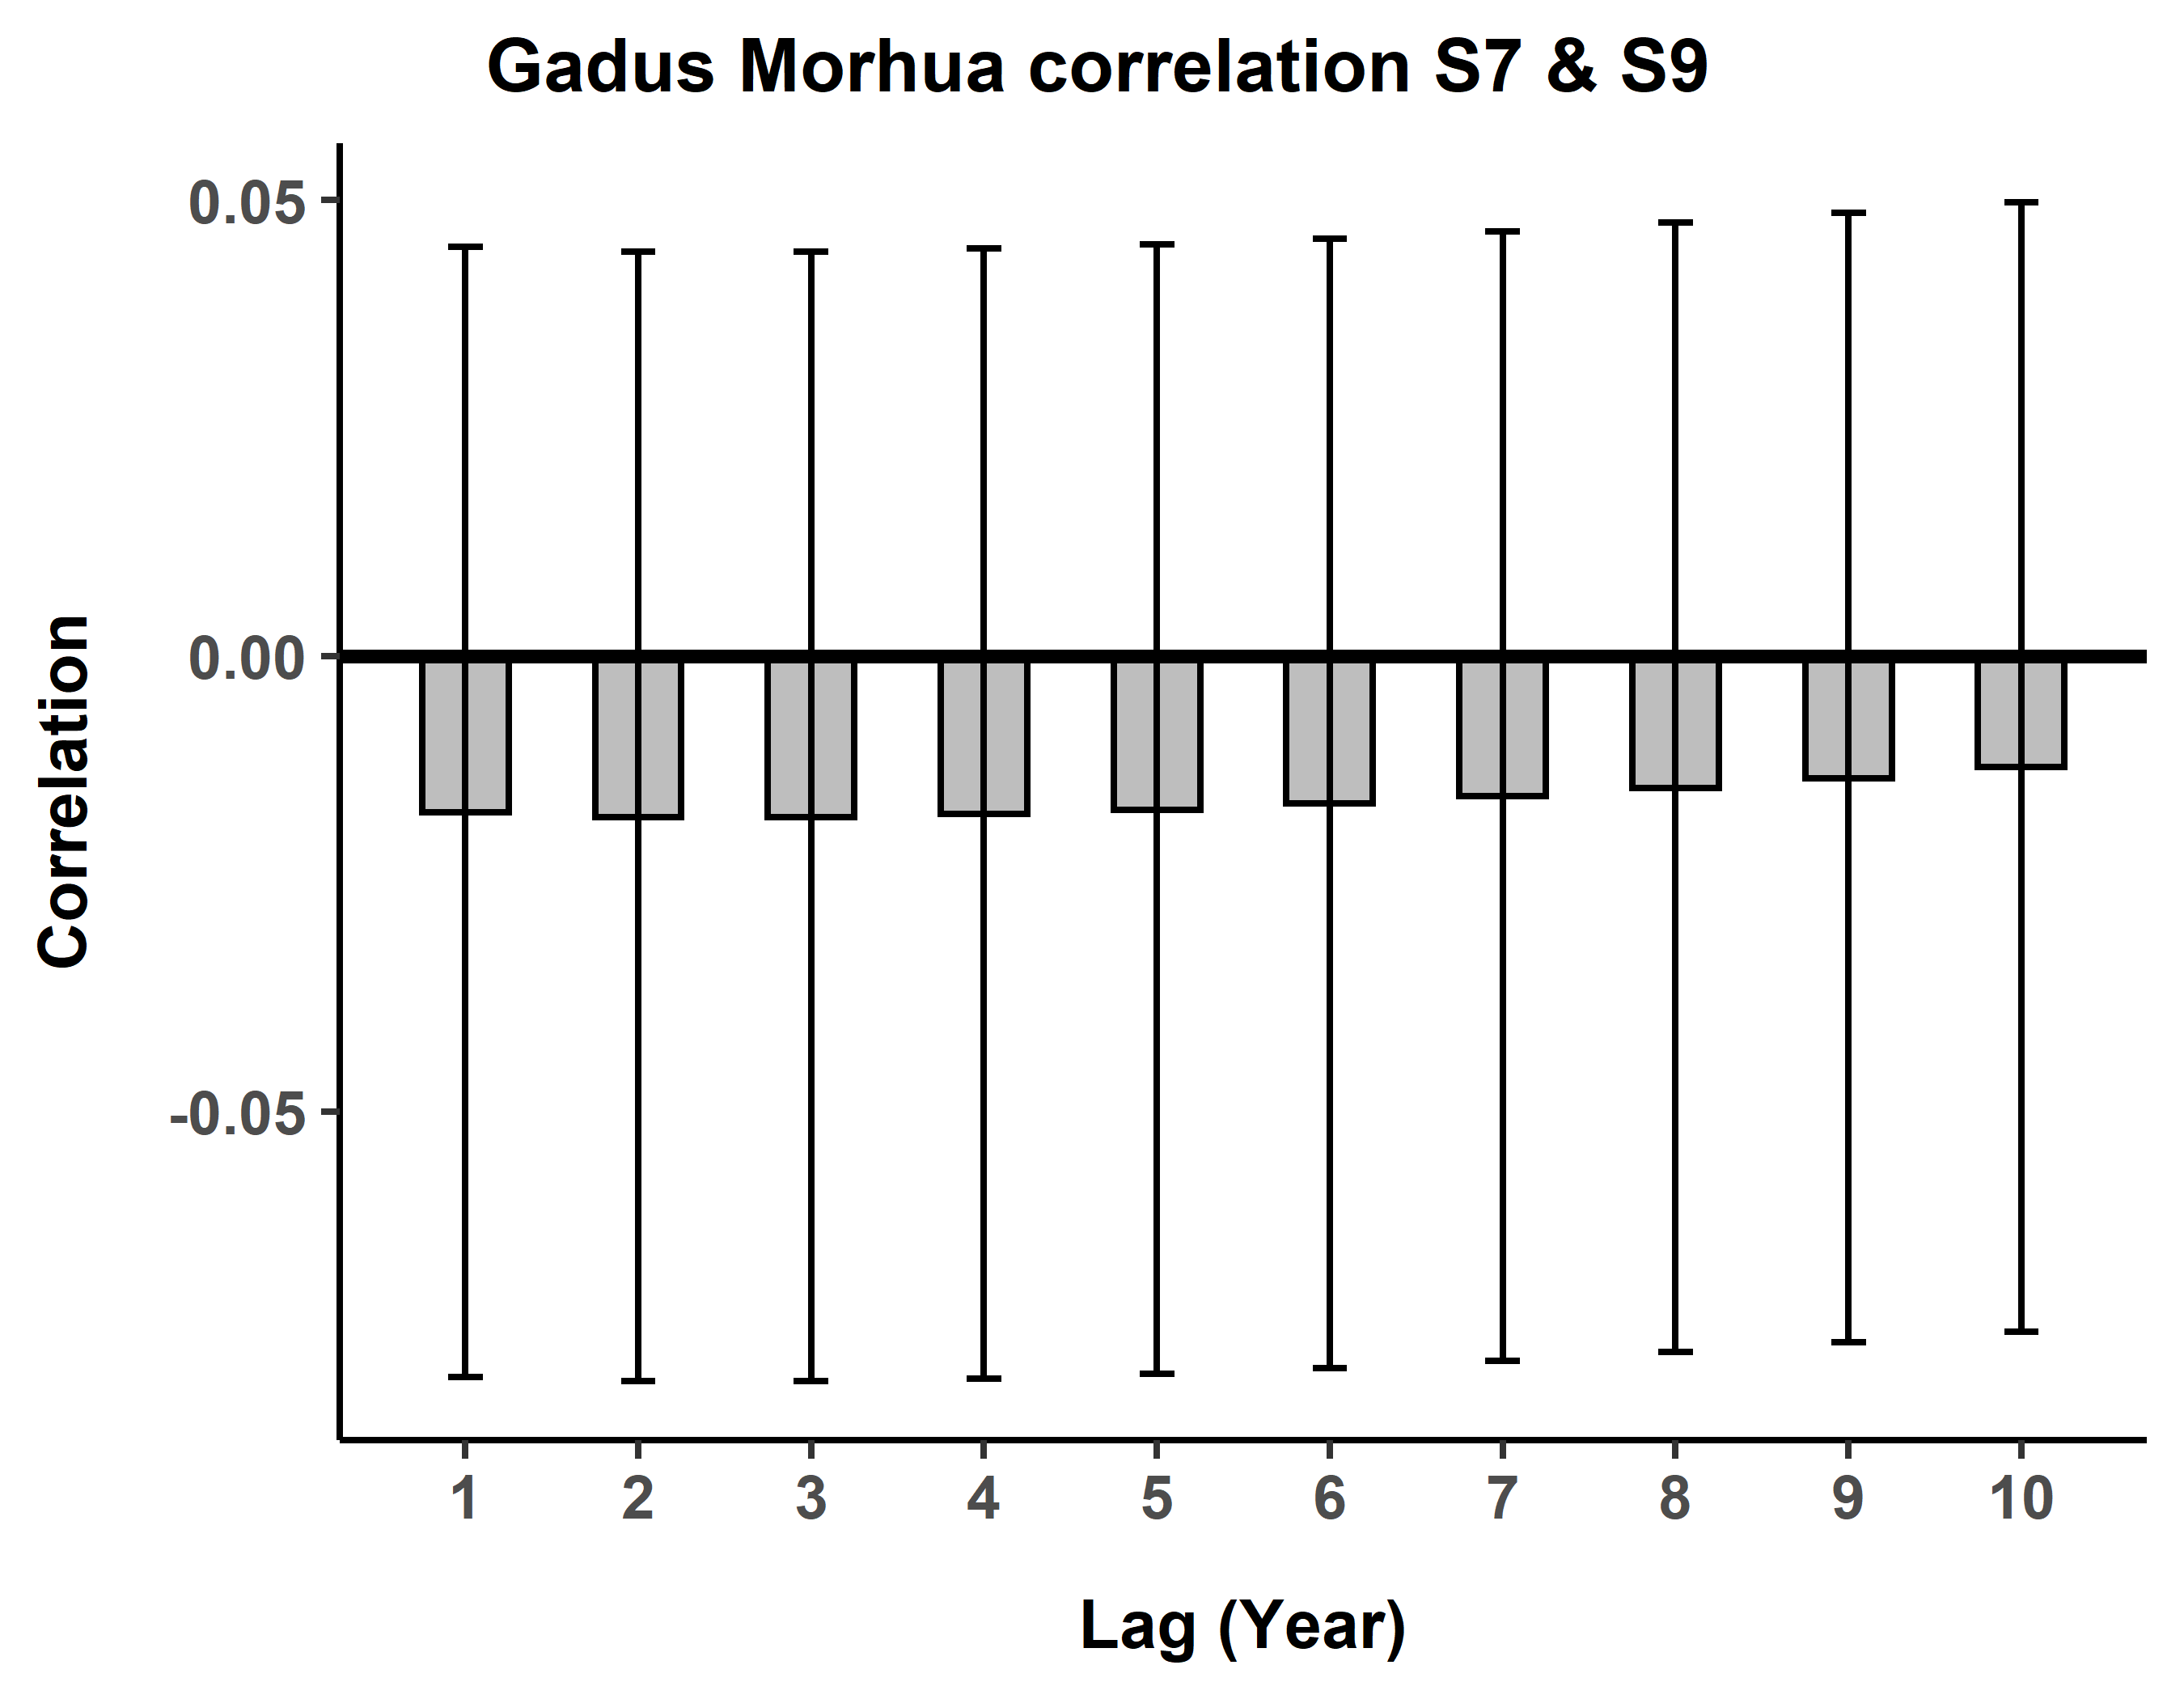 Gadus Morhua correlation S7 & S9
0.05
0.00
-0.05
Correlation
1 2 3 4 5 6 7 8 9 10
Lag (Year)